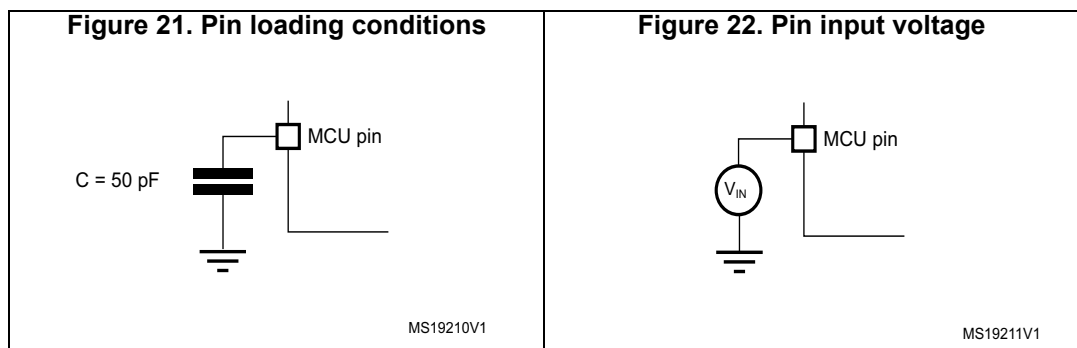 Figure 21. Pin loading conditions
MCU pin
C = 50 pF
MS19210V1
Figure 22. Pin input voltage
MCU pin
VIN
MS19211V1